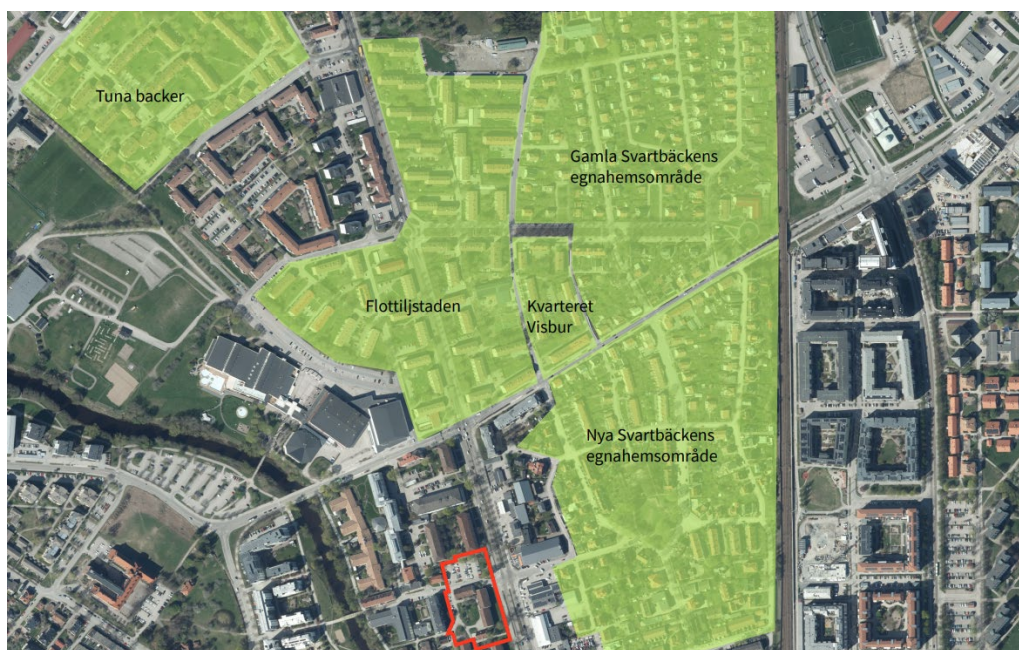 Tuna backer
Gamla Svartbäckens
egnahemsområde
Flottiljstaden
Kvarteret
Visbur
Nya Svartbäckens
egnahemsområde